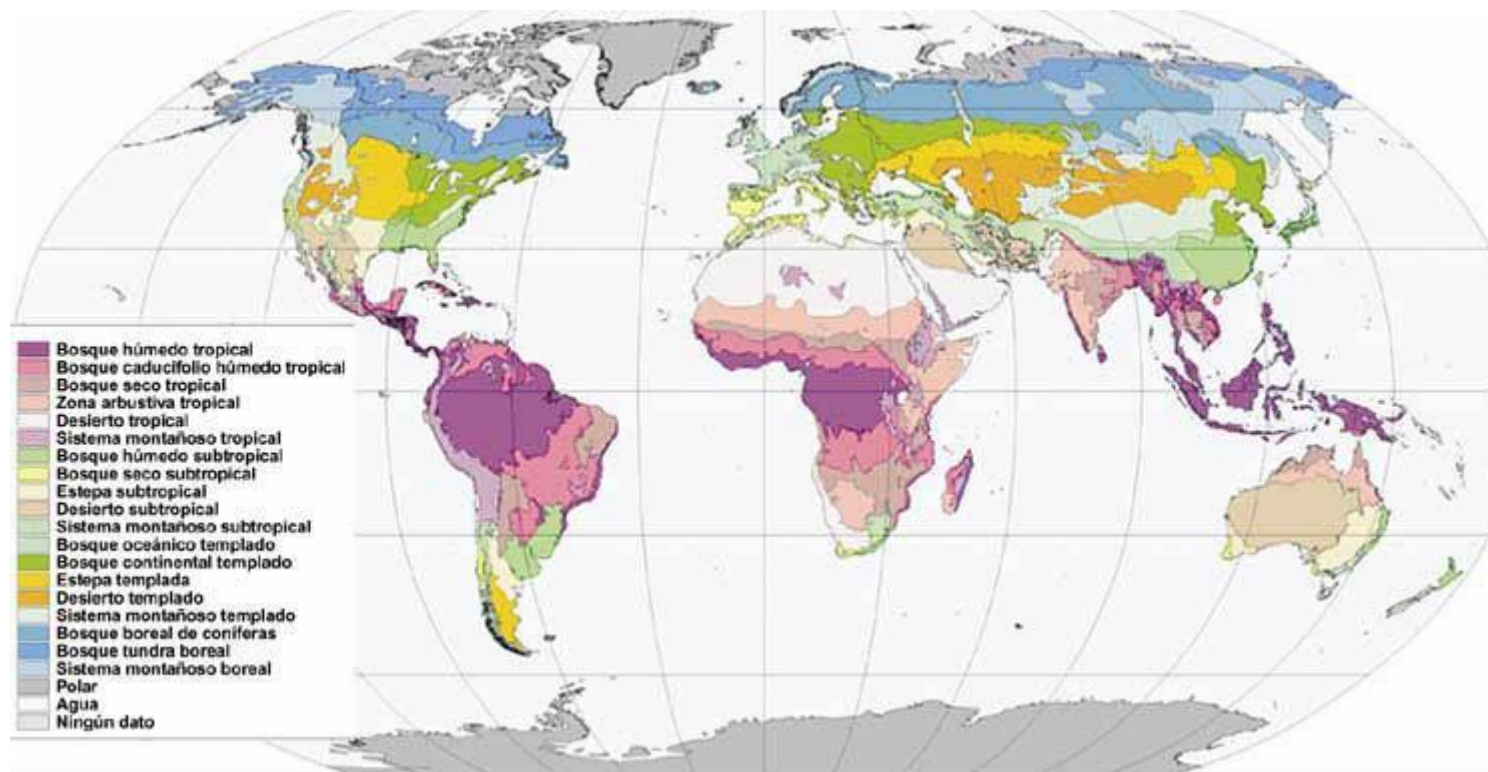 Bosque húmedo tropical
Bosque caducifolio húmedo tropical
Bosque seco tropical
Zona arbustiva tropical
Desierto tropical
Sistema montañoso tropical
Bosque húmedo subtropical
Bosque seco subtropical
Estepa subtropical
Desierto subtropical
Sistema montañoso subtropical
Bosque oceánico templado
Bosque continental templado
Estepa templada
Desierto templado
Sistema montañoso templado
Bosque boreal de coníferas
Bosque tundra boreal
Sistema montañoso boreal
Polar
Agua
Ningún dato